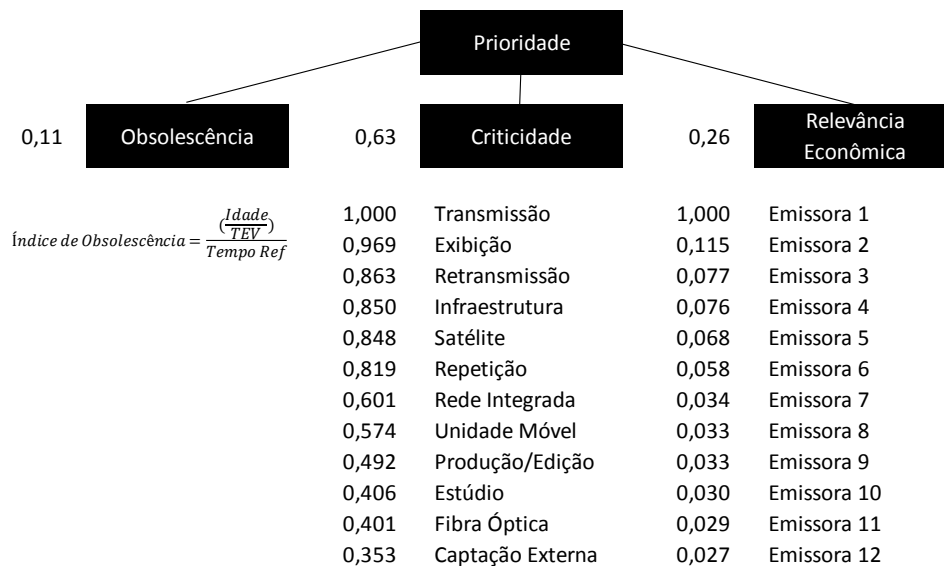 Prioridade
0,11 Obsolescência 0,63 Criticidade 0,26 Relevância Econômica
Índice de Obsolescência = (Idade/TEV)/Tempo Ref
1,000 Transmissão 1,000 Emissora 1
0,969 Exibição 0,115 Emissora 2
0,863 Retransmissão 0,077 Emissora 3
0,850 Infraestrutura 0,076 Emissora 4
0,848 Satélite 0,068 Emissora 5
0,819 Repetição 0,058 Emissora 6
0,601 Rede Integrada 0,034 Emissora 7
0,574 Unidade Móvel 0,033 Emissora 8
0,492 Produção/Edição 0,033 Emissora 9
0,406 Estúdio 0,030 Emissora 10
0,401 Fibra Óptica 0,029 Emissora 11
0,353 Captação Externa 0,027 Emissora 12